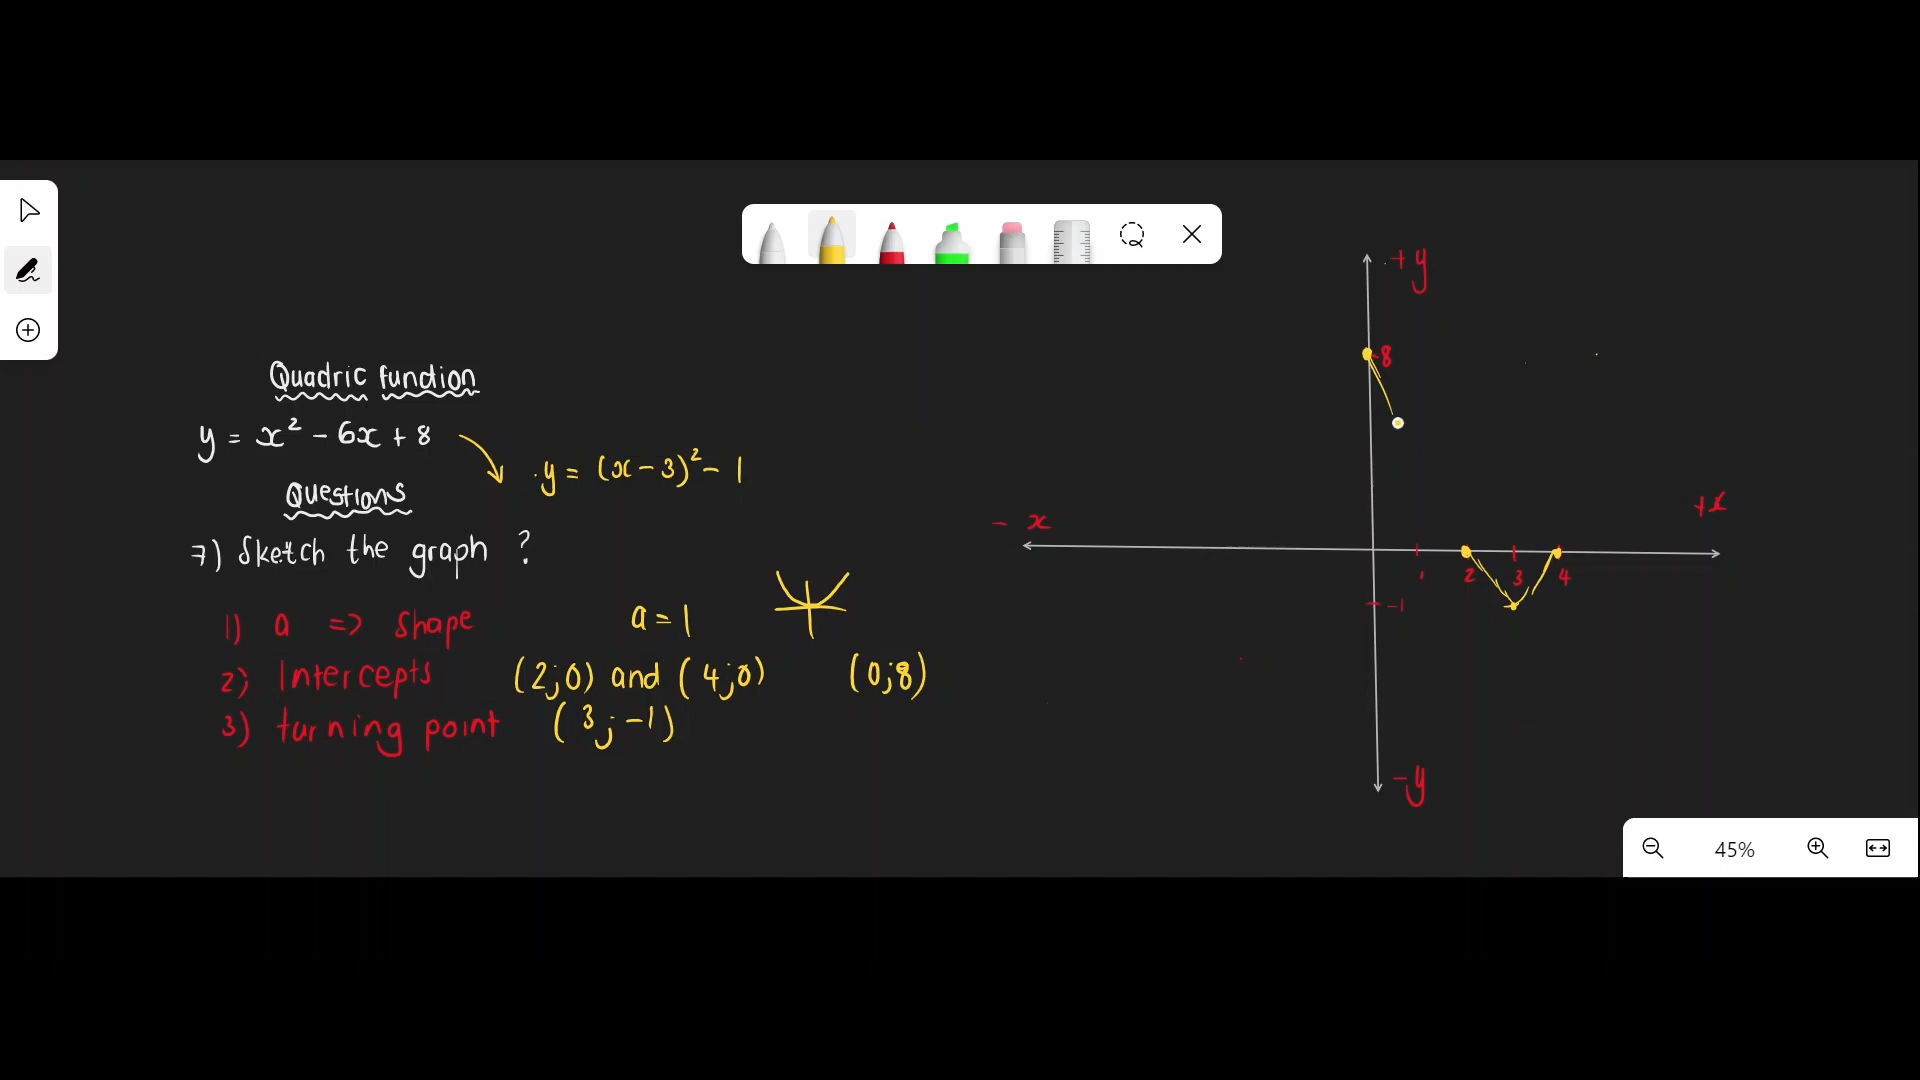 Quadric function
y = x² - 6x + 8
y = (x - 3)² - 1
Questions
7) Sketch the graph ?
1) a => shape a = 1
2) Intercepts (2;0) and (4;0) (0;8)
3) turning point (3;-1)
+y
8
- x
+x
1 2 3 4
-1
-y
45%